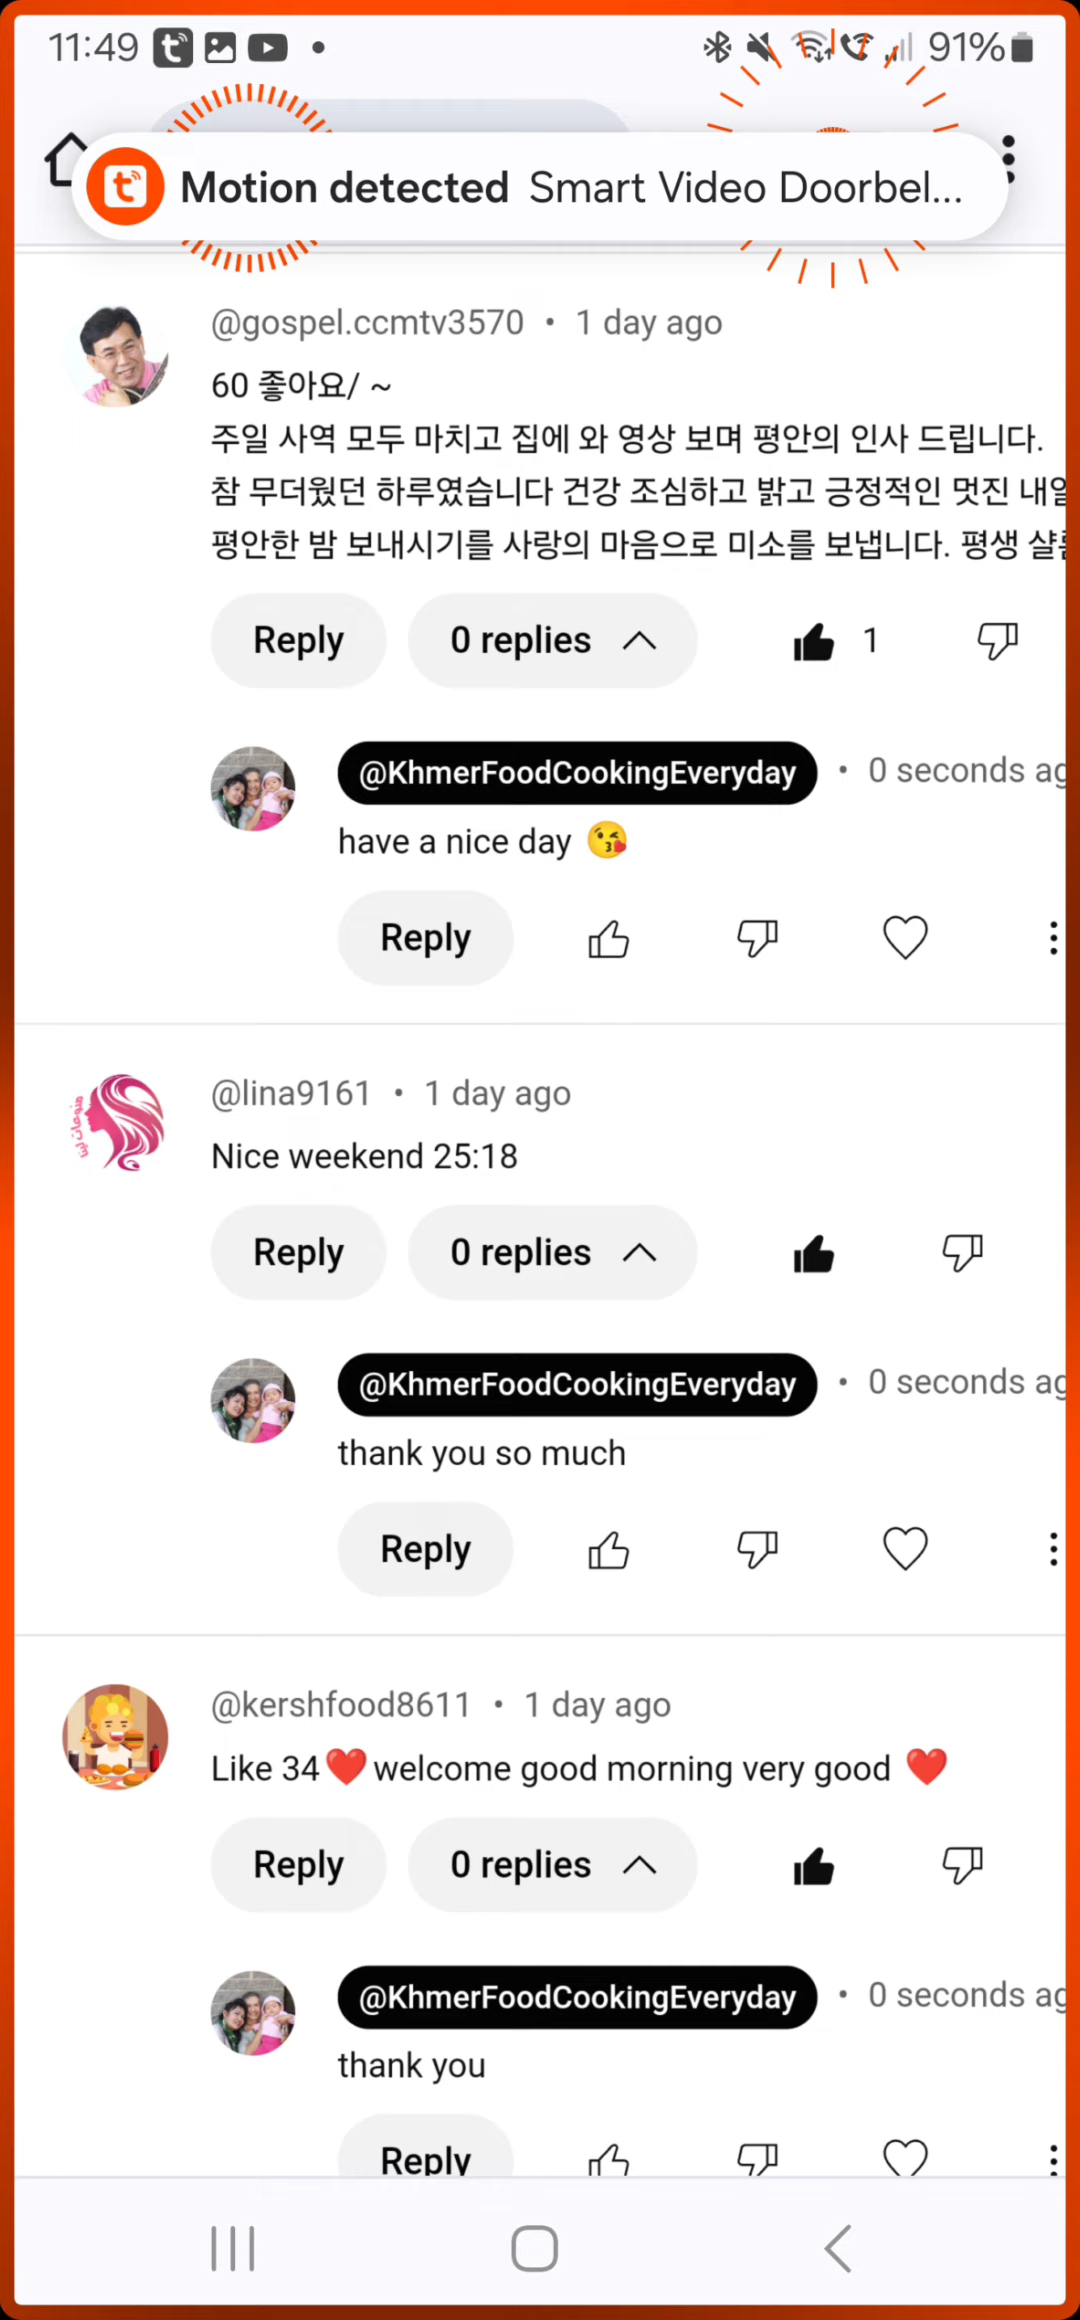 11:49
91%
Motion detected Smart Video Doorbel...
@gospel.ccmtv3570 • 1 day ago
60 좋아요/ ~
주일 사역 모두 마치고 집에 와 영상 보며 평안의 인사 드립니다.
참 무더웠던 하루였습니다 건강 조심하고 밝고 긍정적인 멋진 내일
평안한 밤 보내시기를 사랑의 마음으로 미소를 보냅니다. 평생 샬
Reply 0 replies 1
@KhmerFoodCookingEveryday • 0 seconds ag
have a nice day 😘
Reply
@lina9161 • 1 day ago
Nice weekend 25:18
Reply 0 replies
@KhmerFoodCookingEveryday • 0 seconds ag
thank you so much
Reply
@kershfood8611 • 1 day ago
Like 34❤️welcome good morning very good ❤️
Reply 0 replies
@KhmerFoodCookingEveryday • 0 seconds ag
thank you
Reply